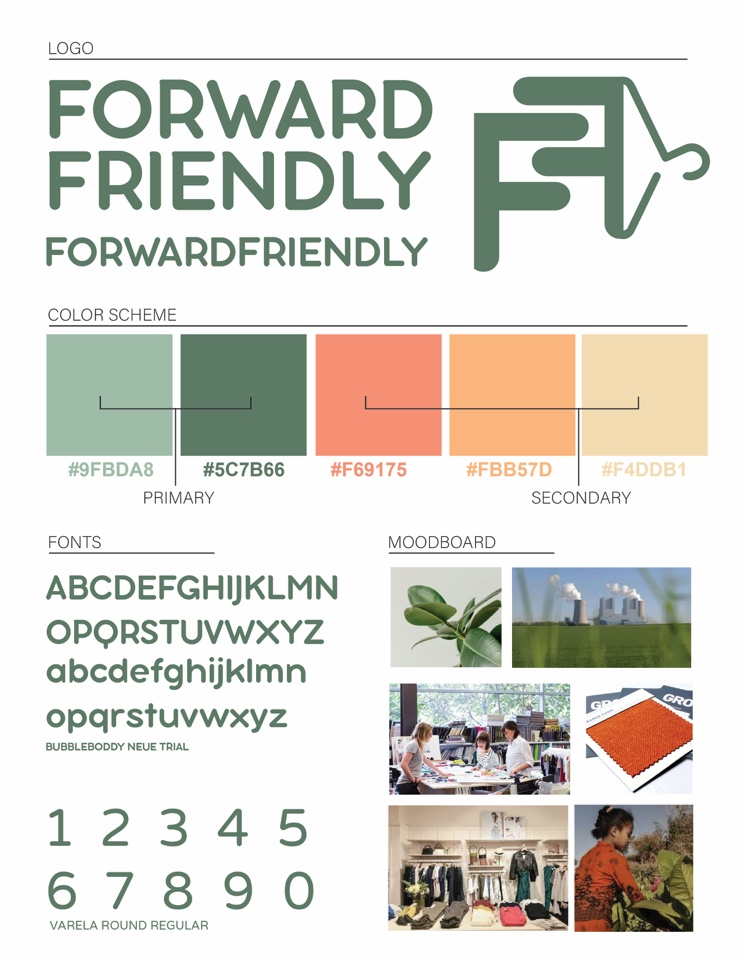 LOGO
FORWARD
FRIENDLY
FORWARDFRIENDLY
COLOR SCHEME
#9FBDA8 #5C7B66 #F69175 #FBB57D #F4DDB1
PRIMARY SECONDARY
FONTS
ABCDEFGHIJKLMN
OPQRSTUVWXYZ
abcdefghijklmn
opqrstuvwxyz
BUBBLEBODDY NEUE TRIAL
1 2 3 4 5
6 7 8 9 0
VARELA ROUND REGULAR
MOODBOARD